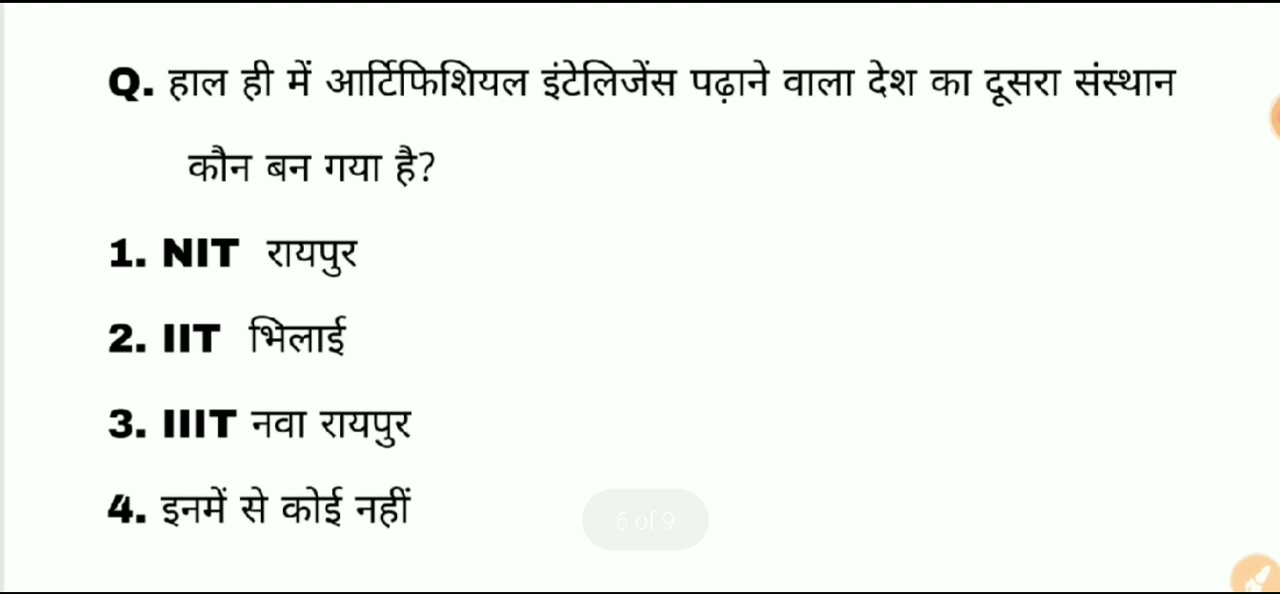 Q. हाल ही में आर्टिफिशियल इंटेलिजेंस पढ़ाने वाला देश का दूसरा संस्थान
कौन बन गया है?
1. NIT रायपुर
2. IIT भिलाई
3. IIIT नवा रायपुर
4. इनमें से कोई नहीं
6 of 9